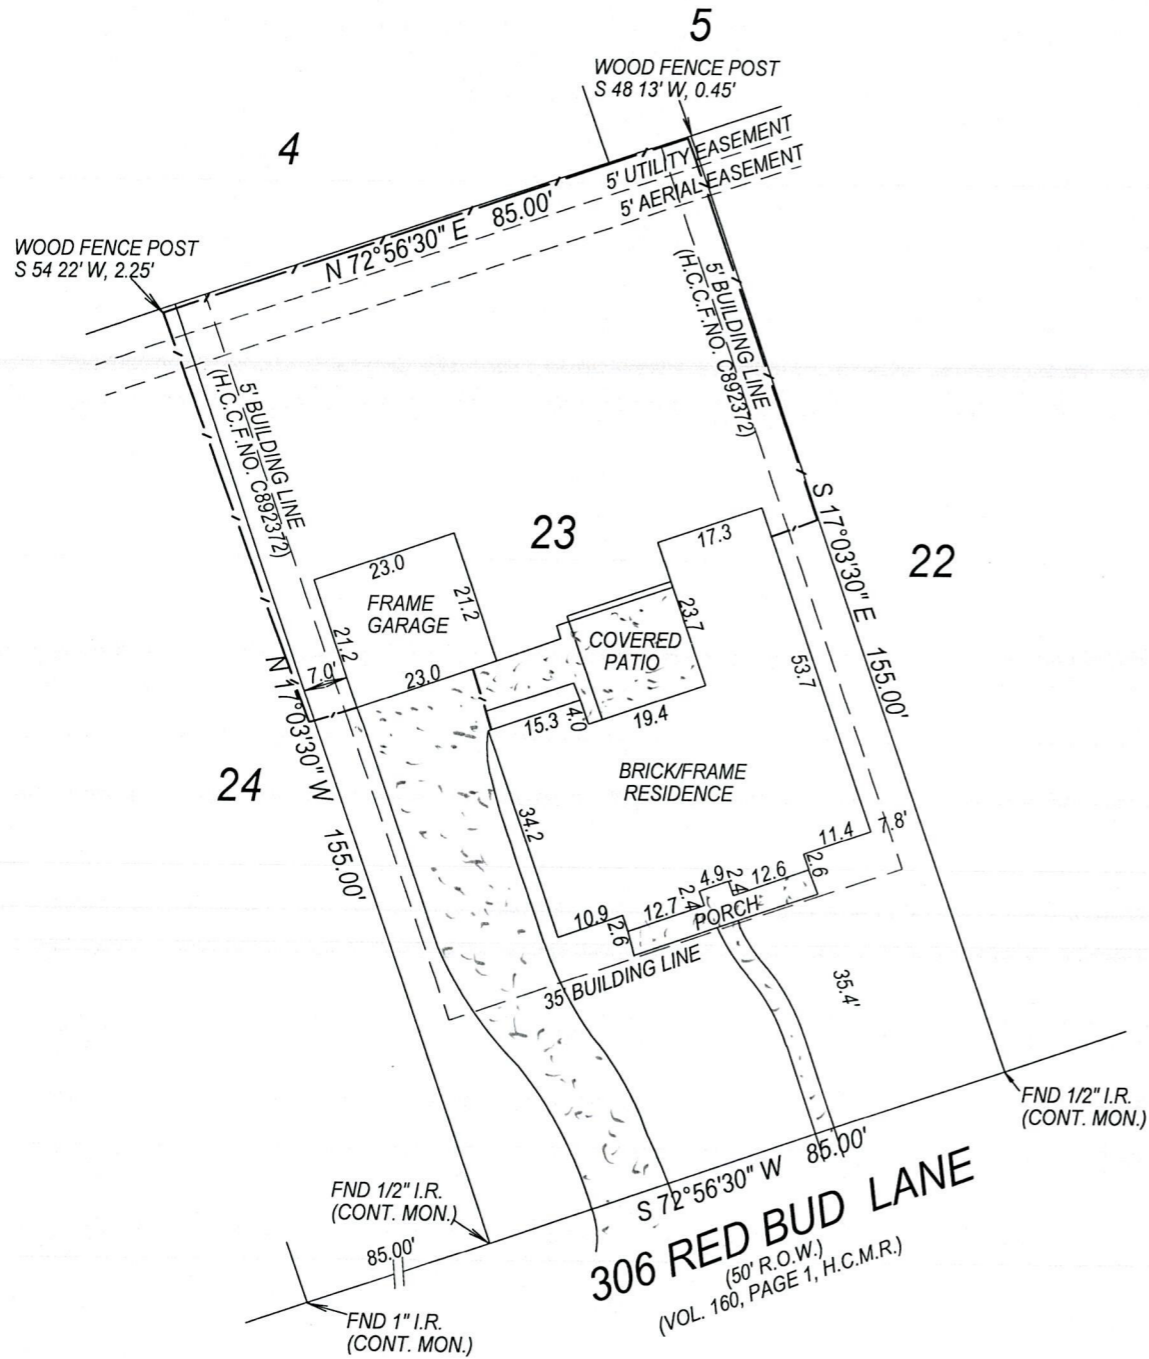 5
WOOD FENCE POST
S 48 13' W, 0.45'
4
5' UTILITY EASEMENT
5' AERIAL EASEMENT
N 72°56'30" E 85.00'
WOOD FENCE POST
S 54 22' W, 2.25'
5' BUILDING LINE
(H.C.C.F.NO. C892372)
5' BUILDING LINE
(H.C.C.F.NO. C892372)
23
17.3
S 17°03'30" E 155.00'
22
23.0
FRAME
GARAGE
21.2
21.2
23.0
7.0'
N 17°03'30" W 155.00'
24
COVERED
PATIO
23.7
53.7
15.3
4.0
19.4
BRICK/FRAME
RESIDENCE
34.2
11.4
7.8'
2.6
12.6
2.4
4.9
2.4
12.7
PORCH
10.9
2.6
35' BUILDING LINE
35.4'
FND 1/2" I.R.
(CONT. MON.)
S 72°56'30" W 85.00'
FND 1/2" I.R.
(CONT. MON.)
85.00'
306 RED BUD LANE
(50' R.O.W.)
(VOL. 160, PAGE 1, H.C.M.R.)
FND 1" I.R.
(CONT. MON.)